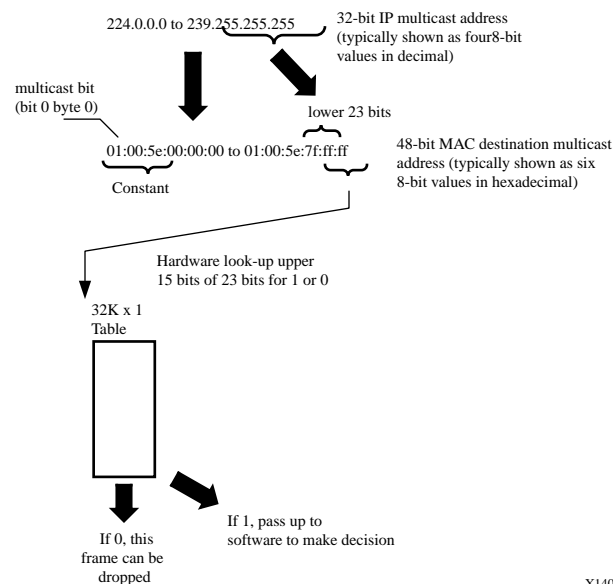 224.0.0.0 to 239.255.255.255
32-bit IP multicast address
(typically shown as four8-bit
values in decimal)
multicast bit
(bit 0 byte 0)
lower 23 bits
01:00:5e:00:00:00 to 01:00:5e:7f:ff:ff
48-bit MAC destination multicast
address (typically shown as six
8-bit values in hexadecimal)
Constant
Hardware look-up upper
15 bits of 23 bits for 1 or 0
32K x 1
Table
If 1, pass up to
software to make decision
If 0, this
frame can be
dropped